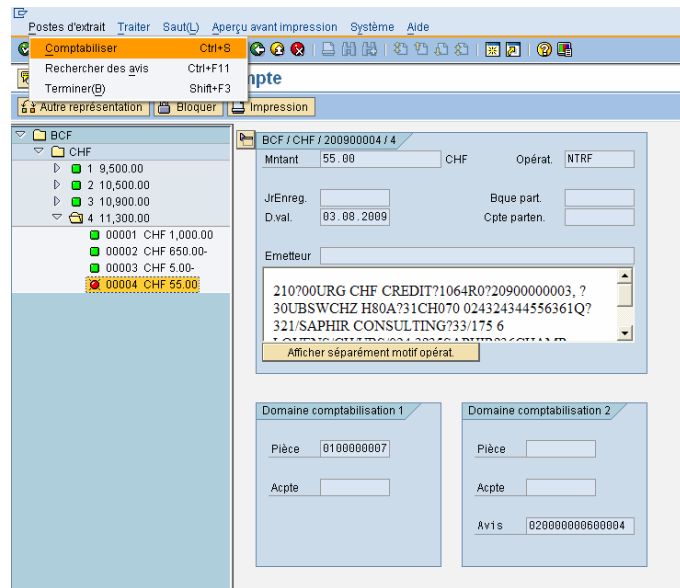 Postes d'extrait Traiter Saut(L) Aperçu avant impression Système Aide
Comptabiliser Ctrl+S
Rechercher des avis Ctrl+F11
Terminer(B) Shift+F3
mpte
Autre représentation Bloquer Impression
BCF
CHF
1 9,500.00
2 10,500.00
3 10,900.00
4 11,300.00
00001 CHF 1,000.00
00002 CHF 650.00-
00003 CHF 5.00-
00004 CHF 55.00
BCF / CHF / 200900004 / 4
Mntant 55.00 CHF Opérat. NTRF
JrEnreg. Bque part.
D.val. 03.08.2009 Cpte parten.
Emetteur
210?00URG CHF CREDIT?1064R0?20900000003, ?
30UBSWCHZ H80A?31CH070 024324344556361Q?
321/SAPHIR CONSULTING?33/175 6
Afficher séparément motif opérat.
Domaine comptabilisation 1
Pièce 0100000007
Acpte
Domaine comptabilisation 2
Pièce
Acpte
Avis 020000000600004